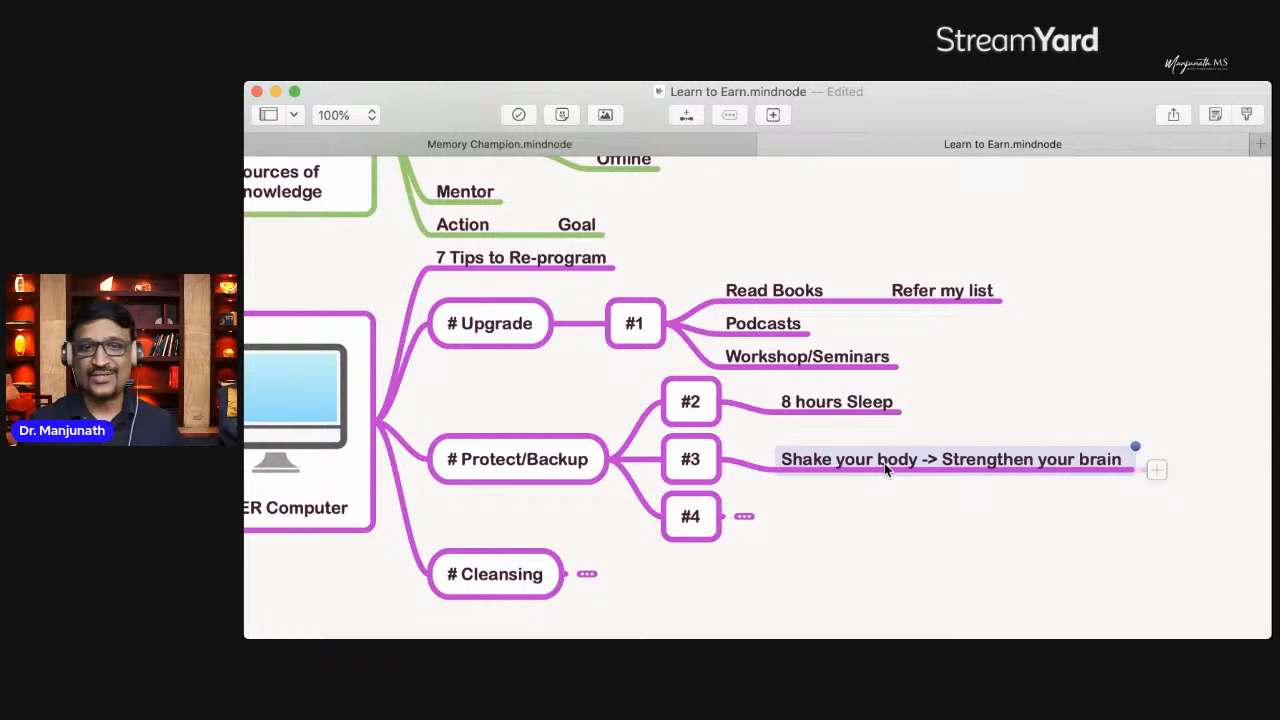 StreamYard
Manjunath MS
Learn to Earn.mindnode — Edited
100%
Memory Champion.mindnode
Learn to Earn.mindnode
Offline
ources of
nowledge
Mentor
Action
Goal
7 Tips to Re-program
# Upgrade
#1
Read Books
Refer my list
Podcasts
Workshop/Seminars
#2
8 hours Sleep
# Protect/Backup
#3
Shake your body -> Strengthen your brain
#4
ER Computer
# Cleansing
Dr. Manjunath